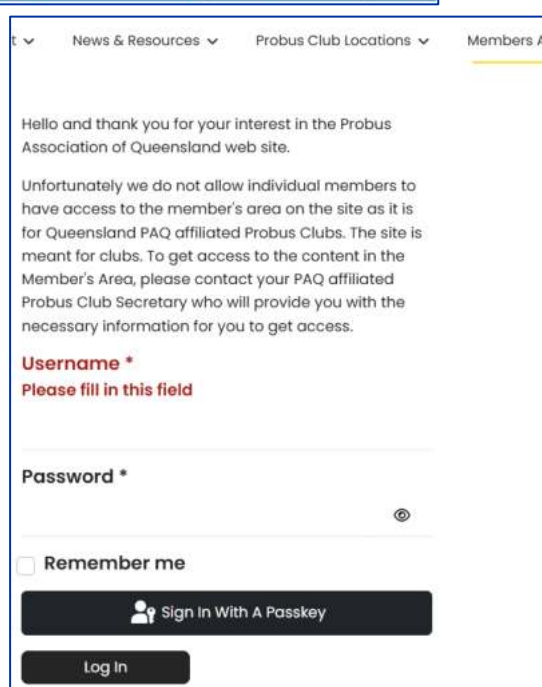 t News & Resources Probus Club Locations Members A
Hello and thank you for your interest in the Probus
Association of Queensland web site.
Unfortunately we do not allow individual members to
have access to the member's area on the site as it is
for Queensland PAQ affiliated Probus Clubs. The site is
meant for clubs. To get access to the content in the
Member's Area, please contact your PAQ affiliated
Probus Club Secretary who will provide you with the
necessary information for you to get access.
Username *
Please fill in this field
Password *
Remember me
Sign In With A Passkey
Log In